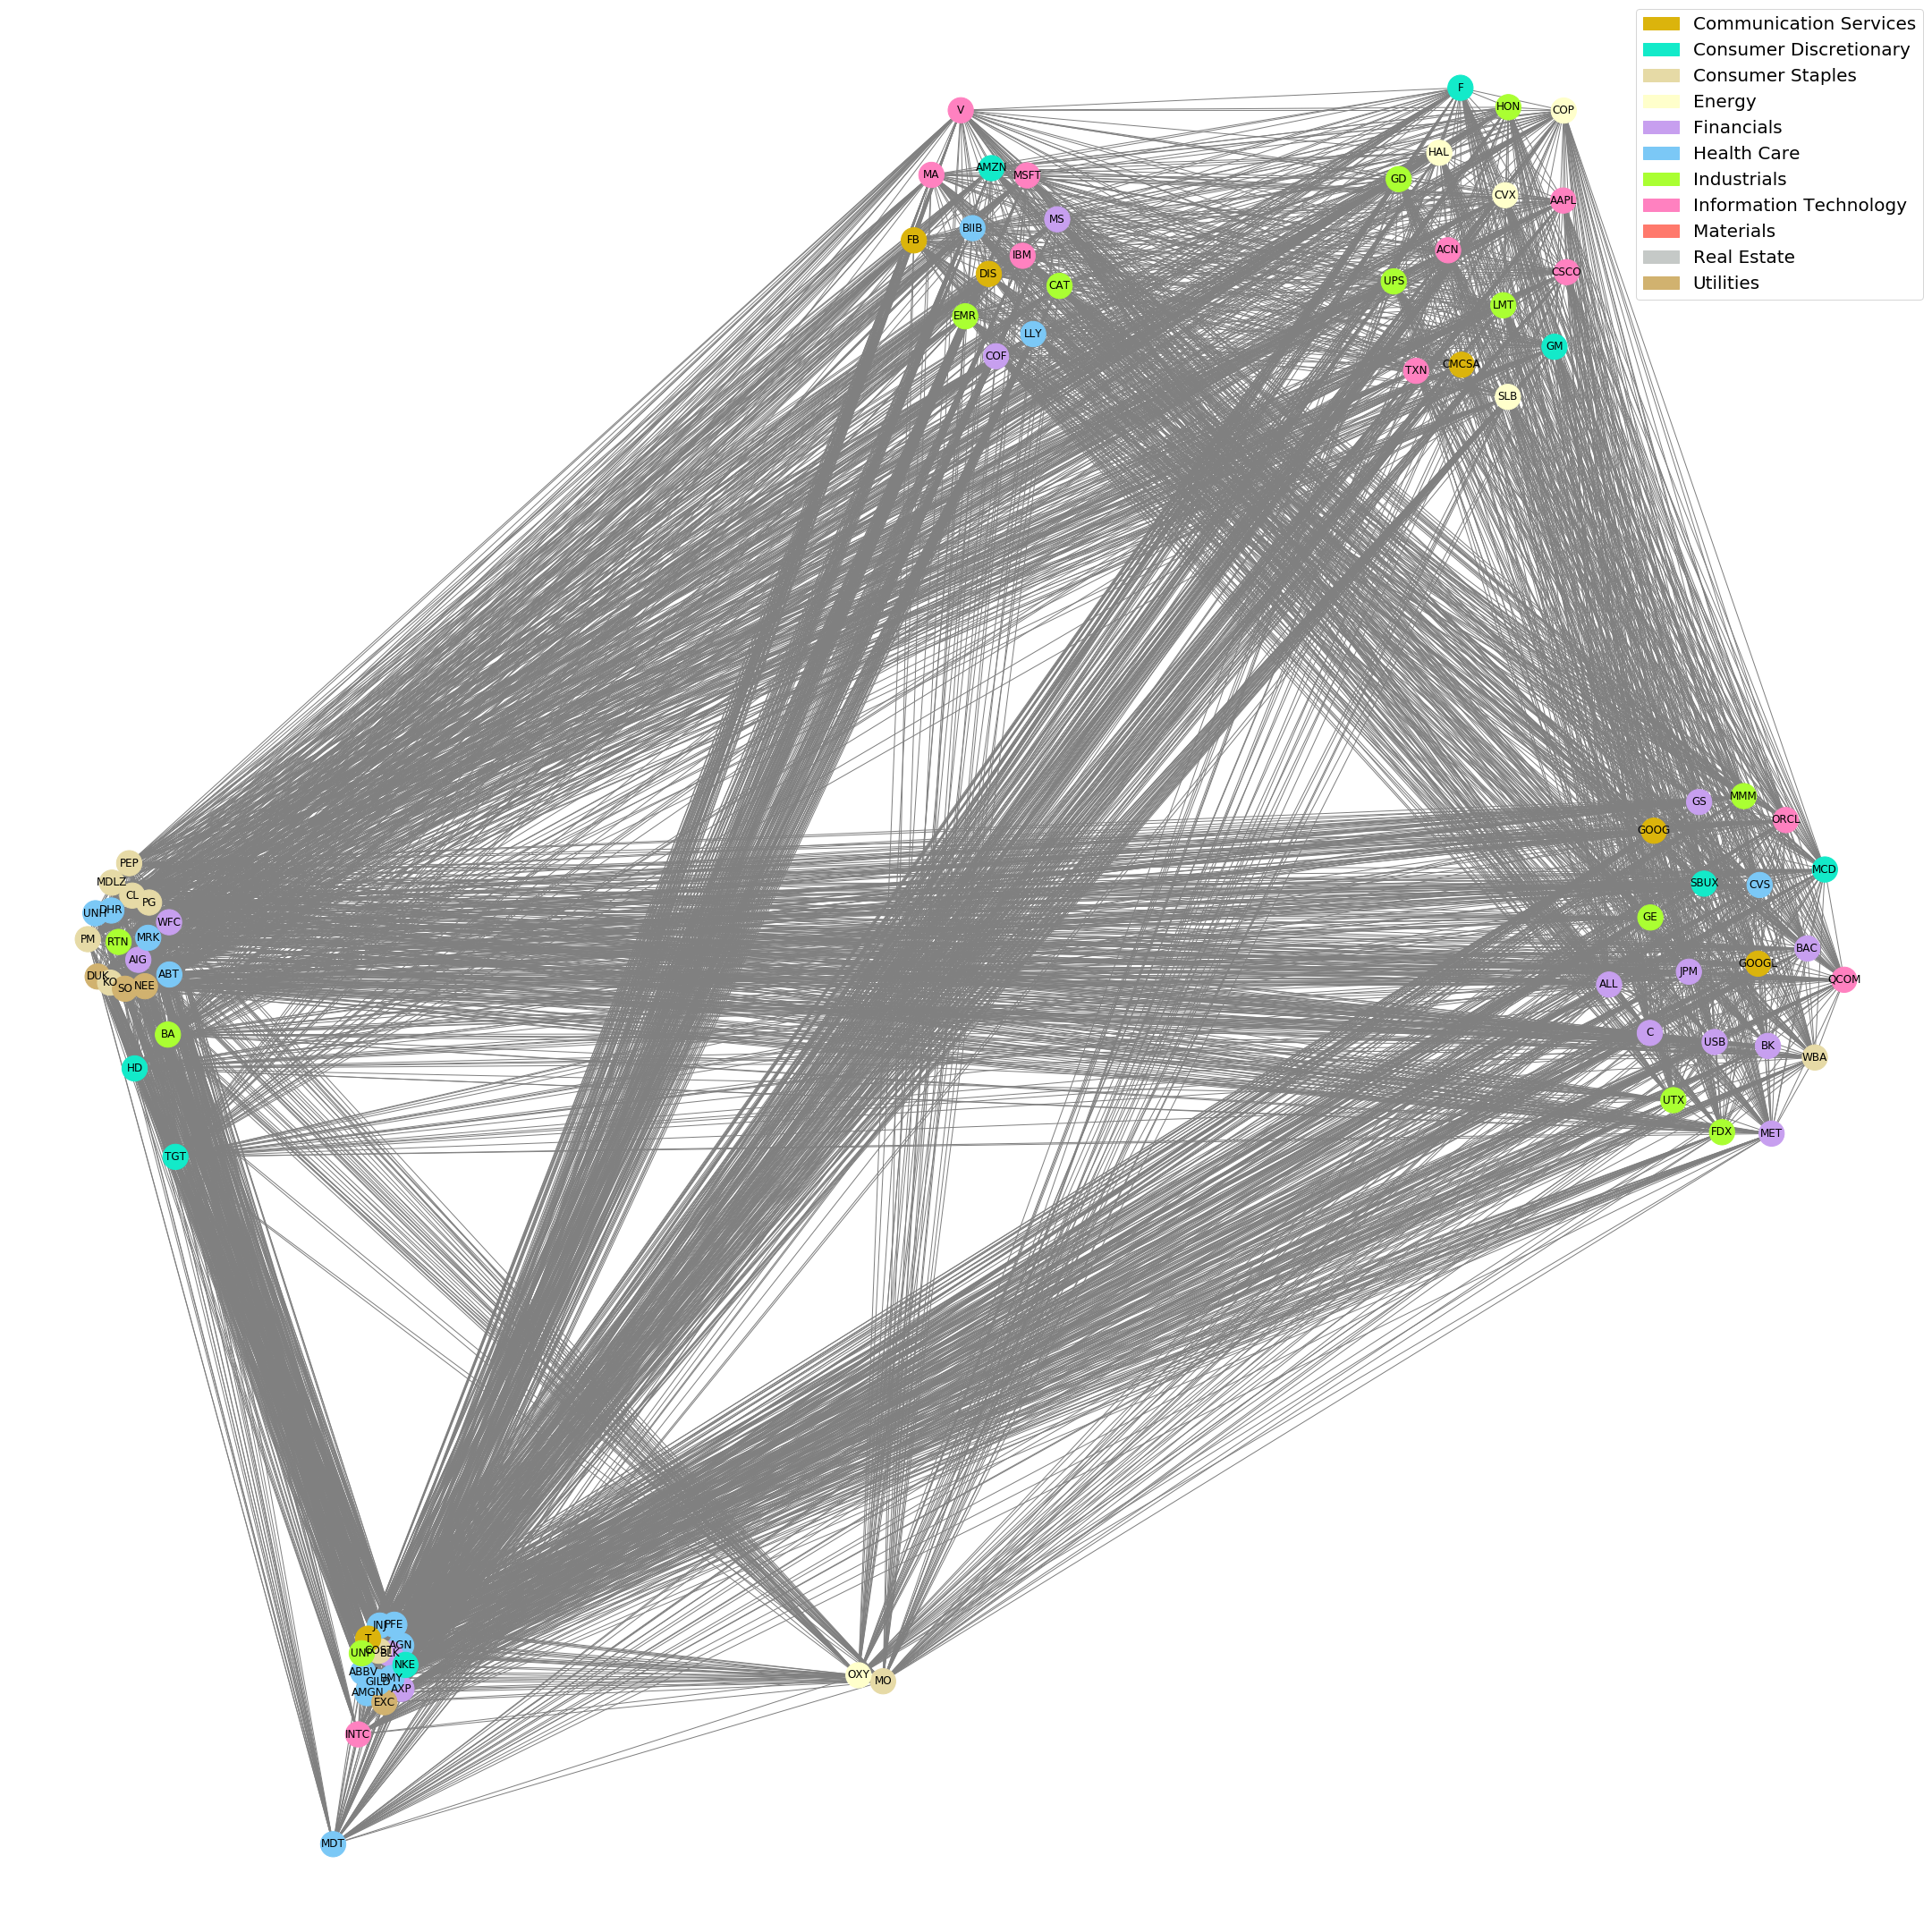 Communication Services
Consumer Discretionary
Consumer Staples
Energy
Financials
Health Care
Industrials
Information Technology
Materials
Real Estate
Utilities
F
HON
COP
V
HAL
AMZN
MSFT
MA
GD
CVX
AAPL
MS
BIIB
FB
ACN
IBM
CSCO
DIS
UPS
CAT
LMT
EMR
LLY
GM
COF
CMCSA
TXN
SLB
MMM
GS
ORCL
GOOG
PEP
MCD
MDLZ
SBUX
CVS
CL
PG
UNH
DHR
GE
WFC
PM
RTN
MRK
BAC
AIG
GOOGL
JPM
ABT
DUK
QCOM
KO
ALL
SO
NEE
C
BA
USB
BK
WBA
HD
UTX
FDX
MET
TGT
JNJ
PFE
T
AGN
COST
UNP
BLK
NKE
ABBV
OXY
BMY
MO
GILD
AXP
AMGN
EXC
INTC
MDT